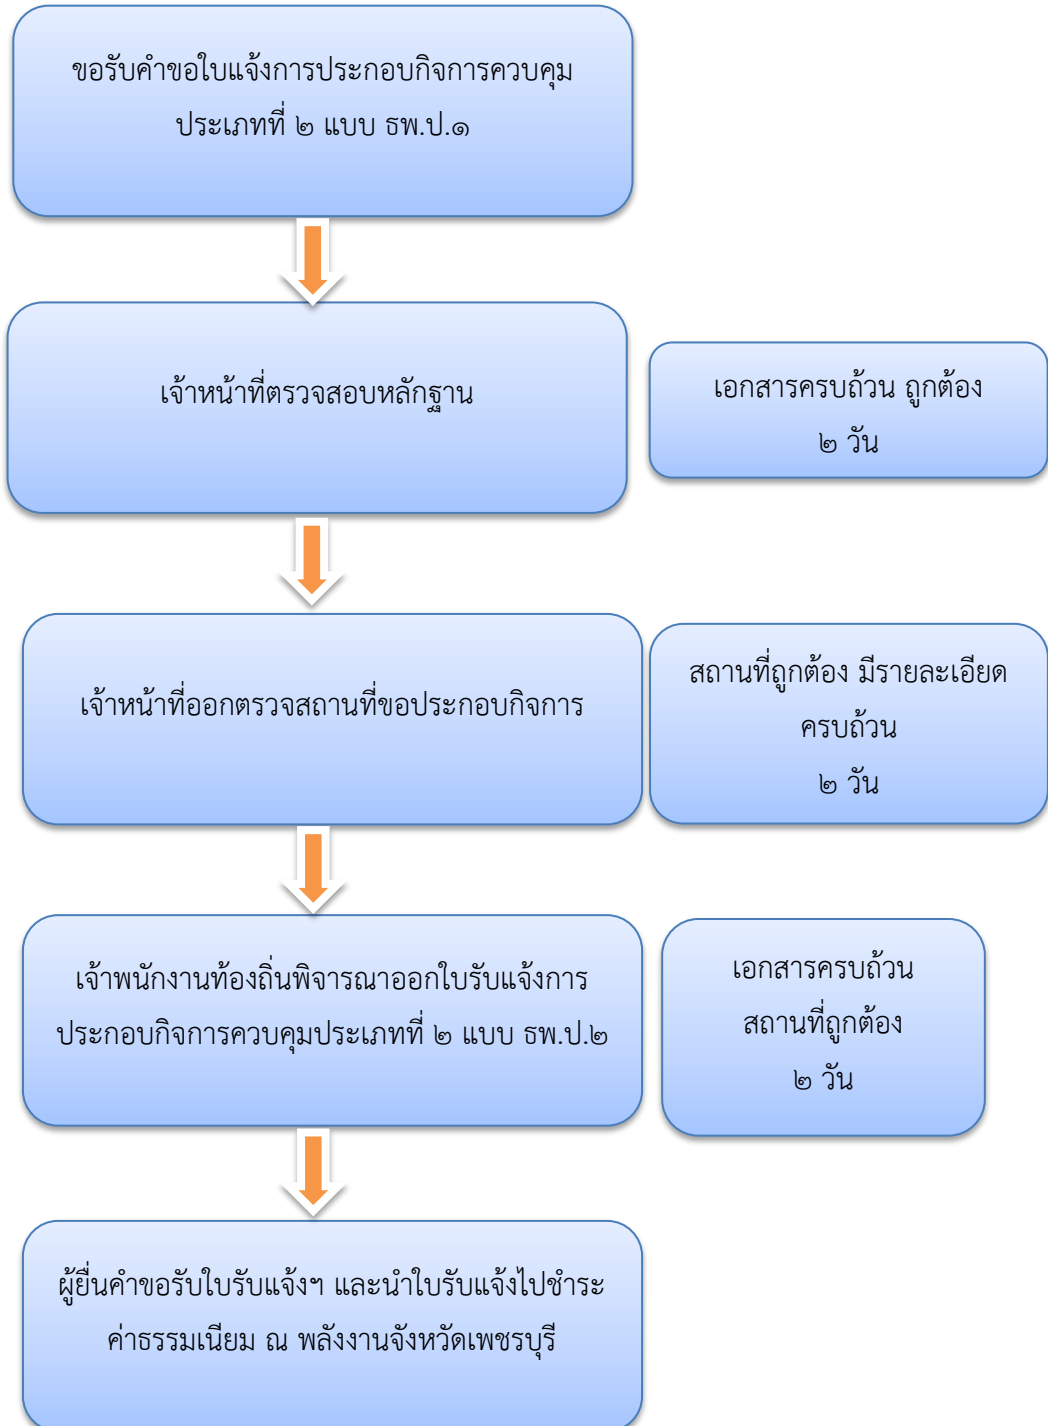 ขอรับคำขอใบแจ้งการประกอบกิจการควบคุม
ประเภทที่ ๒ แบบ ธพ.ป.๑
เจ้าหน้าที่ตรวจสอบหลักฐาน
เอกสารครบถ้วน ถูกต้อง
๒ วัน
เจ้าหน้าที่ออกตรวจสถานที่ขอประกอบกิจการ
สถานที่ถูกต้อง มีรายละเอียด
ครบถ้วน
๒ วัน
เจ้าพนักงานท้องถิ่นพิจารณาออกใบรับแจ้งการ
ประกอบกิจการควบคุมประเภทที่ ๒ แบบ ธพ.ป.๒
เอกสารครบถ้วน
สถานที่ถูกต้อง
๒ วัน
ผู้ยื่นคำขอรับใบรับแจ้งฯ และนำใบรับแจ้งไปชำระ
ค่าธรรมเนียม ณ พลังงานจังหวัดเพชรบุรี